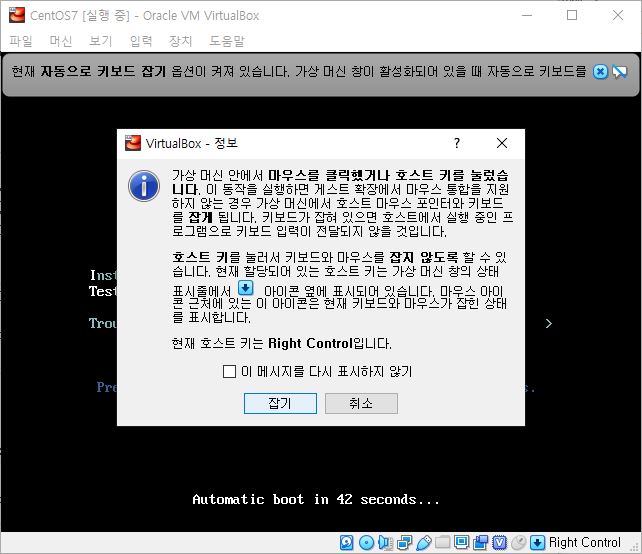 CentOS7 [실행 중] - Oracle VM VirtualBox
파일 머신 보기 입력 장치 도움말
현재 자동으로 키보드 잡기 옵션이 켜져 있습니다. 가상 머신 창이 활성화되어 있을 때 자동으로 키보드를
VirtualBox - 정보
가상 머신 안에서 마우스를 클릭했거나 호스트 키를 눌렀습
니다. 이 동작을 실행하면 게스트 확장에서 마우스 통합을 지원
하지 않는 경우 가상 머신에서 호스트 마우스 포인터와 키보드
를 잡게 됩니다. 키보드가 잡혀 있으면 호스트에서 실행 중인 프
로그램으로 키보드 입력이 전달되지 않을 것입니다.
호스트 키를 눌러서 키보드와 마우스를 잡지 않도록 할 수 있
습니다. 현재 할당되어 있는 호스트 키는 가상 머신 창의 상태
표시줄에서 아이콘 옆에 표시되어 있습니다. 마우스 아이
콘 근처에 있는 이 아이콘은 현재 키보드와 마우스가 잡힌 상태
를 표시합니다.
현재 호스트 키는 Right Control입니다.
이 메시지를 다시 표시하지 않기
잡기 취소
Inst
Test
Trou >
Pre s.
Automatic boot in 42 seconds...
Right Control